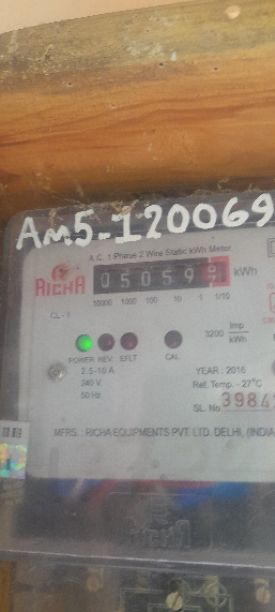 AM5-120069
A.C. 1 Phase 2 Wire Static kWh Meter
RICHA
05059
kWh
10000 1000 100 10 1 1/10
CL - 1
3200 Imp/kWh
POWER REV. EFLT CAL
2.5-10 A
240 V
50 Hz
YEAR : 2016
Ref. Temp. -27°C
SL. No. 3984
MFRS. : RICHA EQUIPMENTS PVT. LTD. DELHI, (INDIA
RICHA